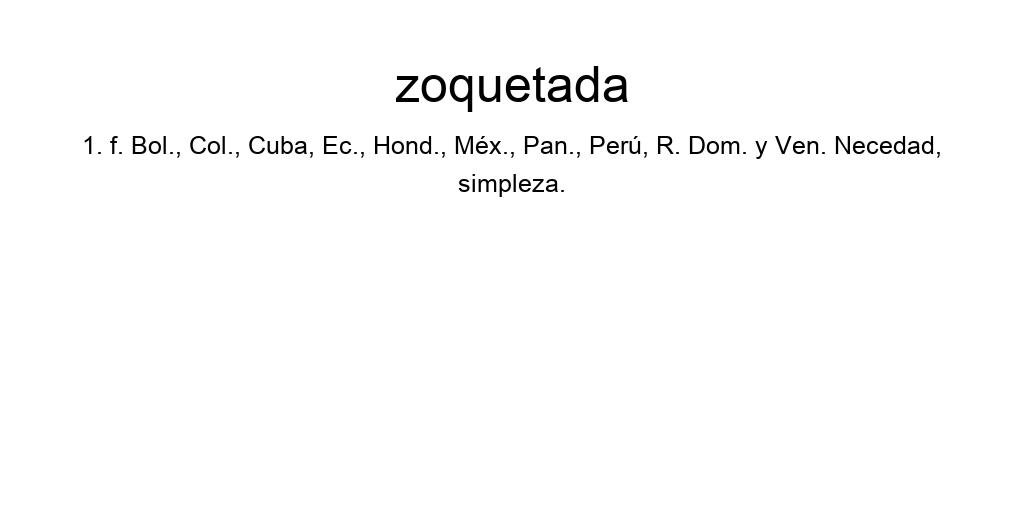 zoquetada
1. f. Bol., Col., Cuba, Ec., Hond., Méx., Pan., Perú, R. Dom. y Ven. Necedad,
simpleza.